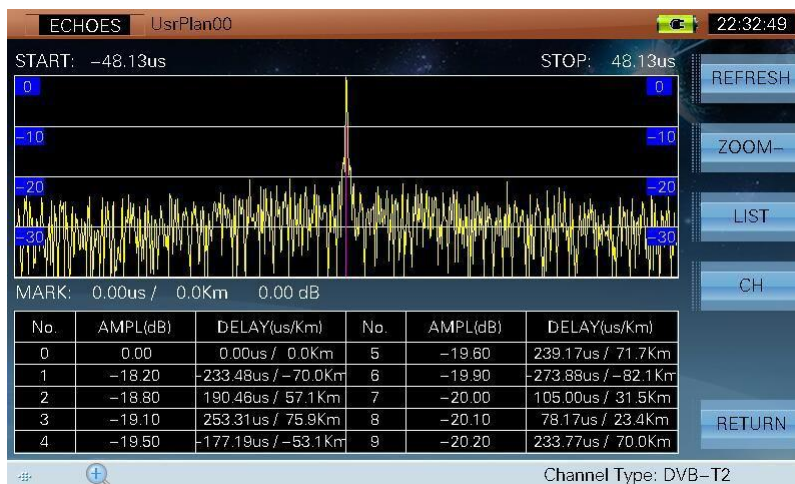 ECHOES UsrPlan00 22:32:49
START: −48.13us STOP: 48.13us
0 0
−10 −10
−20 −20
−30 −30
MARK: 0.00us / 0.0Km 0.00 dB
No. AMPL(dB) DELAY(us/Km) No. AMPL(dB) DELAY(us/Km)
0 0.00 0.00us / 0.0Km 5 −19.60 239.17us / 71.7Km
1 −18.20 −233.48us / −70.0Km 6 −19.90 −273.88us / −82.1Km
2 −18.80 190.46us / 57.1Km 7 −20.00 105.00us / 31.5Km
3 −19.10 253.31us / 75.9Km 8 −20.10 78.17us / 23.4Km
4 −19.50 −177.19us / −53.1Km 9 −20.20 233.77us / 70.0Km
REFRESH
ZOOM−
LIST
CH
RETURN
Channel Type: DVB−T2